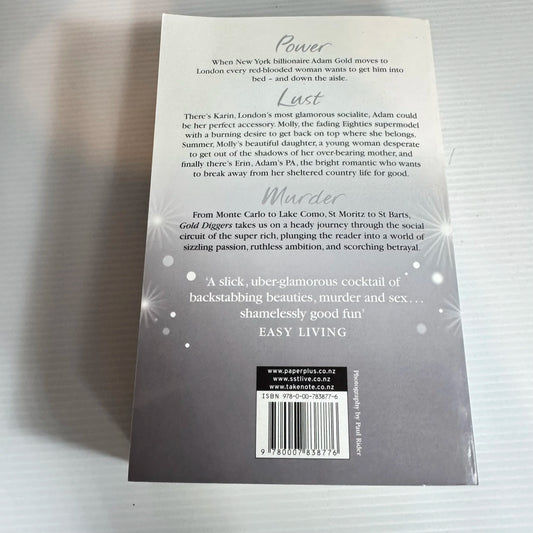 Power
When New York billionaire Adam Gold moves to
London every red-blooded woman wants to get him into
bed – and down the aisle.
Lust
There's Karin, London's most glamorous socialite, Adam could
be her perfect accessory. Molly, the fading Eighties supermodel
with a burning desire to get back on top where she belongs.
Summer, Molly's beautiful daughter, a young woman desperate
to get out of the shadows of her over-bearing mother, and
finally there's Erin, Adam's PA, the bright romantic who wants
to break away from her sheltered country life for good.
Murder
From Monte Carlo to Lake Como, St Moritz to St Barts,
Gold Diggers takes us on a heady journey through the social
circuit of the super rich, plunging the reader into a world of
sizzling passion, ruthless ambition, and scorching betrayal.
'A slick, uber-glamorous cocktail of
backstabbing beauties, murder and sex...
shamelessly good fun'
EASY LIVING
www.paperplus.co.nz
www.sstlive.co.nz
www.takenote.co.nz
ISBN 978-0-00-783877-6
9 780007 838776
Photography by Paul Rider